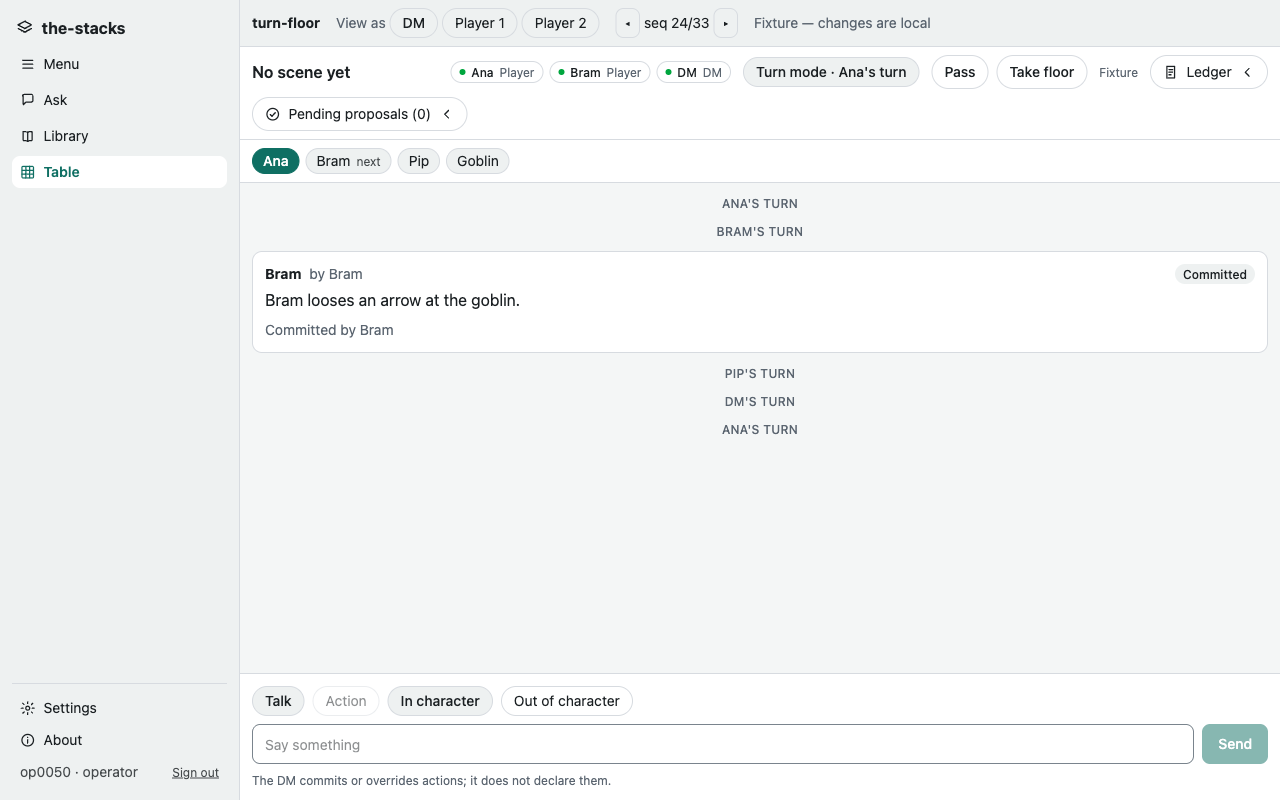 the-stacks
Menu
Ask
Library
Table
Settings
About
op0050 · operator Sign out
turn-floor View as DM Player 1 Player 2 seq 24/33 Fixture — changes are local
No scene yet Ana Player Bram Player DM DM Turn mode · Ana's turn Pass Take floor Fixture Ledger
Pending proposals (0)
Ana Bram next Pip Goblin
ANA'S TURN
BRAM'S TURN
Bram by Bram Committed
Bram looses an arrow at the goblin.
Committed by Bram
PIP'S TURN
DM'S TURN
ANA'S TURN
Talk Action In character Out of character
Say something Send
The DM commits or overrides actions; it does not declare them.